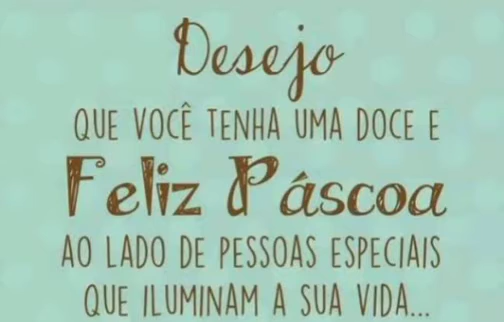 Desejo
QUE VOCÊ TENHA UMA DOCE E
Feliz Páscoa
AO LADO DE PESSOAS ESPECIAIS
QUE ILUMINAM A SUA VIDA...